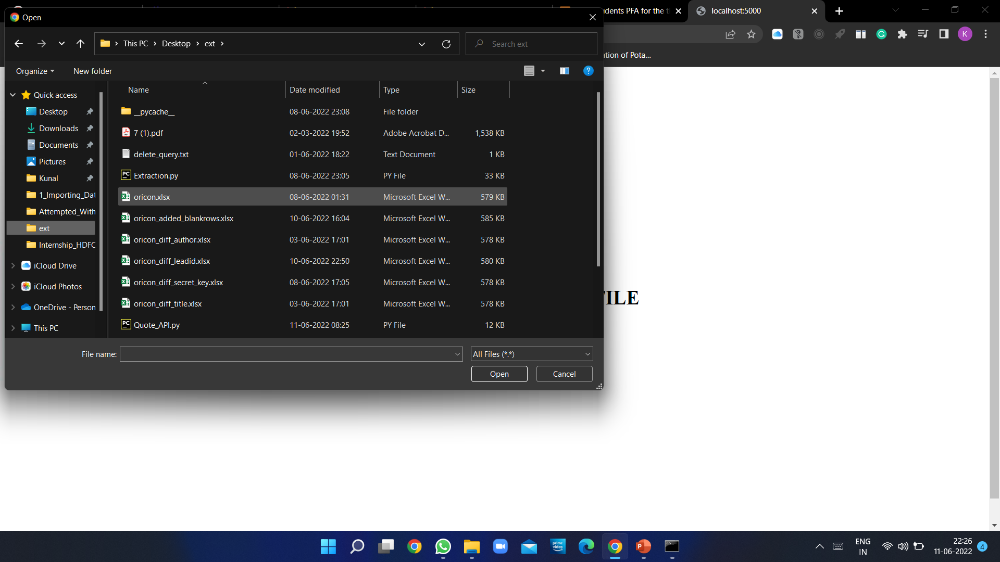 Open
udents PFA for the t
localhost:5000
This PC > Desktop > ext >
Search ext
K
ation of Pota...
Organize
New folder
?
Name
Date modified
Type
Size
Quick access
Desktop
Downloads
Documents
Pictures
Kunal
1_Importing_Dat
Attempted_With
ext
Internship_HDFC
iCloud Drive
iCloud Photos
OneDrive - Person
This PC
__pycache__ 08-06-2022 23:08 File folder
7 (1).pdf 02-03-2022 19:52 Adobe Acrobat D... 1,538 KB
delete_query.txt 01-06-2022 18:22 Text Document 1 KB
Extraction.py 08-06-2022 23:05 PY File 33 KB
oricon.xlsx 08-06-2022 01:31 Microsoft Excel W... 579 KB
oricon_added_blankrows.xlsx 10-06-2022 16:04 Microsoft Excel W... 585 KB
oricon_diff_author.xlsx 03-06-2022 17:01 Microsoft Excel W... 578 KB
oricon_diff_leadid.xlsx 10-06-2022 22:50 Microsoft Excel W... 580 KB
oricon_diff_secret_key.xlsx 08-06-2022 17:05 Microsoft Excel W... 578 KB
oricon_diff_title.xlsx 03-06-2022 17:01 Microsoft Excel W... 578 KB
Quote_API.py 11-06-2022 08:25 PY File 12 KB
FILE
File name:
All Files (*.*)
Open
Cancel
prime video
ENG
IN
22:26
11-06-2022
4